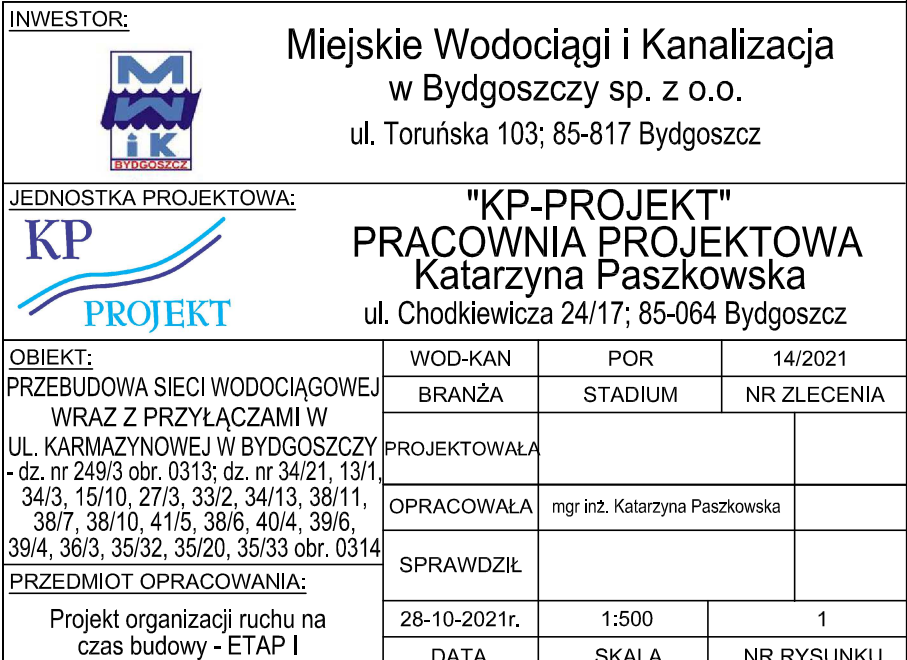 INWESTOR:
MWiK
BYDGOSZCZ
Miejskie Wodociągi i Kanalizacja
w Bydgoszczy sp. z o.o.
ul. Toruńska 103; 85-817 Bydgoszcz
JEDNOSTKA PROJEKTOWA:
KP
PROJEKT
"KP-PROJEKT"
PRACOWNIA PROJEKTOWA
Katarzyna Paszkowska
ul. Chodkiewicza 24/17; 85-064 Bydgoszcz
OBIEKT:
PRZEBUDOWA SIECI WODOCIĄGOWEJ
WRAZ Z PRZYŁĄCZAMI W
UL. KARMAZYNOWEJ W BYDGOSZCZY
- dz. nr 249/3 obr. 0313; dz. nr 34/21, 13/1,
34/3, 15/10, 27/3, 33/2, 34/13, 38/11,
38/7, 38/10, 41/5, 38/6, 40/4, 39/6,
39/4, 36/3, 35/32, 35/20, 35/33 obr. 0314
PRZEDMIOT OPRACOWANIA:
Projekt organizacji ruchu na
czas budowy - ETAP I
WOD-KAN POR 14/2021
BRANŻA STADIUM NR ZLECENIA
PROJEKTOWAŁA
OPRACOWAŁA mgr inż. Katarzyna Paszkowska
SPRAWDZIŁ
28-10-2021r. 1:500 1
DATA SKALA NR RYSUNKU